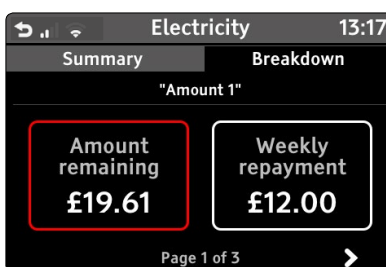 Electricity 13:17
Summary Breakdown
"Amount 1"
Amount remaining
£19.61
Weekly repayment
£12.00
Page 1 of 3